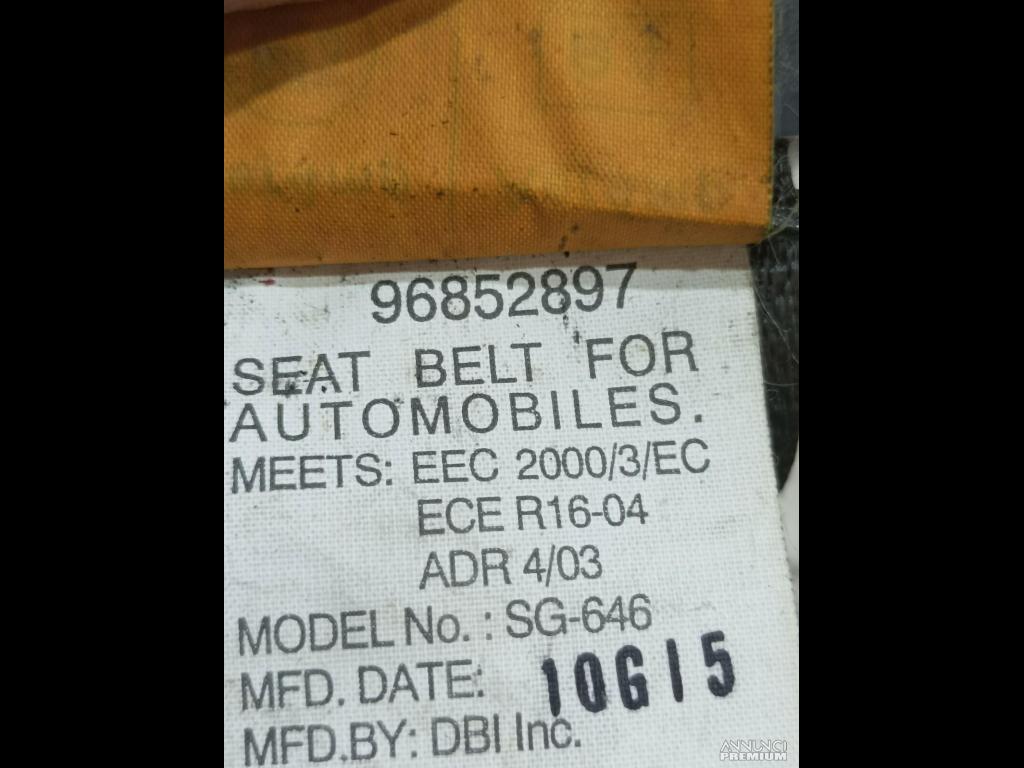 96852897
SEAT BELT FOR
AUTOMOBILES.
MEETS: EEC 2000/3/EC
ECE R16-04
ADR 4/03
MODEL No. : SG-646
MFD. DATE: 10G15
MFD.BY: DBI Inc.
ANNUNCI
PREMIUM